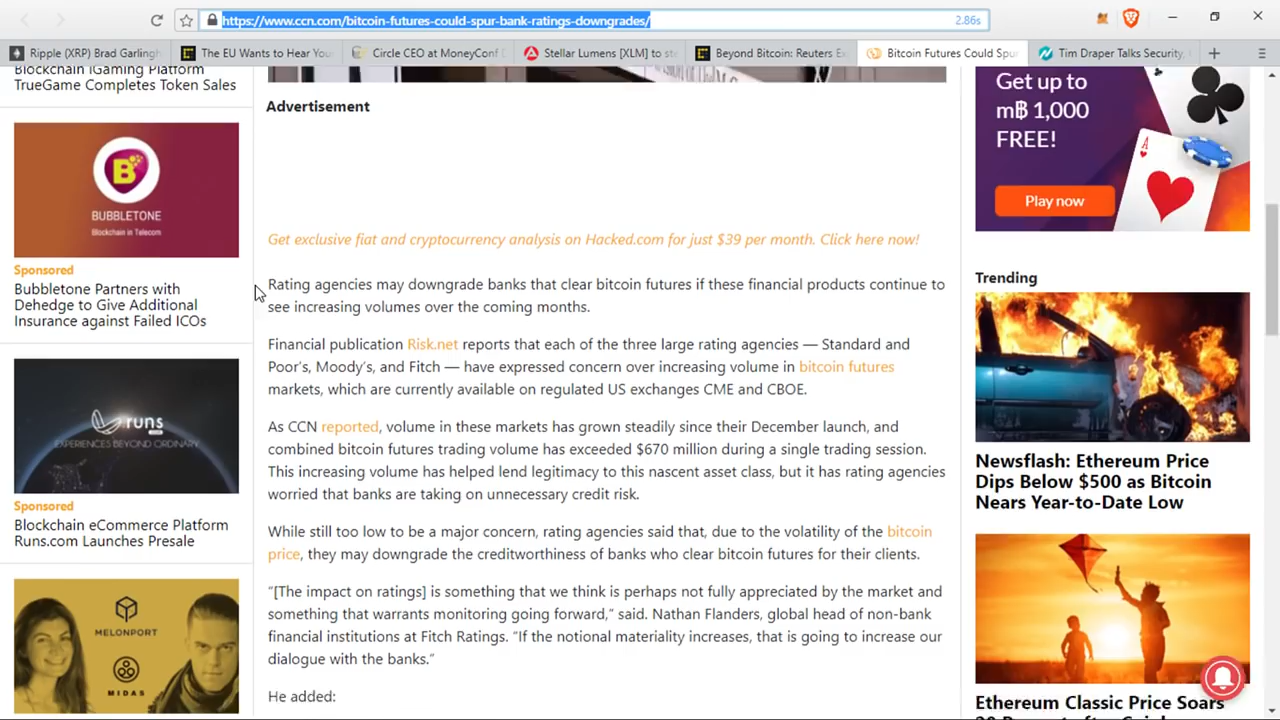 https://www.ccn.com/bitcoin-futures-could-spur-bank-ratings-downgrades/
2.86s
Ripple (XRP) Brad Garlingh
The EU Wants to Hear You
Circle CEO at MoneyConf
Stellar Lumens [XLM] to st
Beyond Bitcoin: Reuters Ex
Bitcoin Futures Could Spur
Tim Draper Talks Security,
Blockchain iGaming Platform
TrueGame Completes Token Sales
BUBBLETONE
Blockchain in Telecom
Sponsored
Bubbletone Partners with
Dehedge to Give Additional
Insurance against Failed ICOs
runs
EXPERIENCES BEYOND ORDINARY
Sponsored
Blockchain eCommerce Platform
Runs.com Launches Presale
MELONPORT
MIDAS
Advertisement
Get exclusive fiat and cryptocurrency analysis on Hacked.com for just $39 per month. Click here now!
Rating agencies may downgrade banks that clear bitcoin futures if these financial products continue to
see increasing volumes over the coming months.
Financial publication Risk.net reports that each of the three large rating agencies — Standard and
Poor's, Moody's, and Fitch — have expressed concern over increasing volume in bitcoin futures
markets, which are currently available on regulated US exchanges CME and CBOE.
As CCN reported, volume in these markets has grown steadily since their December launch, and
combined bitcoin futures trading volume has exceeded $670 million during a single trading session.
This increasing volume has helped lend legitimacy to this nascent asset class, but it has rating agencies
worried that banks are taking on unnecessary credit risk.
While still too low to be a major concern, rating agencies said that, due to the volatility of the bitcoin
price, they may downgrade the creditworthiness of banks who clear bitcoin futures for their clients.
“[The impact on ratings] is something that we think is perhaps not fully appreciated by the market and
something that warrants monitoring going forward,” said. Nathan Flanders, global head of non-bank
financial institutions at Fitch Ratings. “If the notional materiality increases, that is going to increase our
dialogue with the banks.”
He added:
Get up to
mɃ 1,000
FREE!
Play now
A
Trending
Newsflash: Ethereum Price
Dips Below $500 as Bitcoin
Nears Year-to-Date Low
Ethereum Classic Price Soars